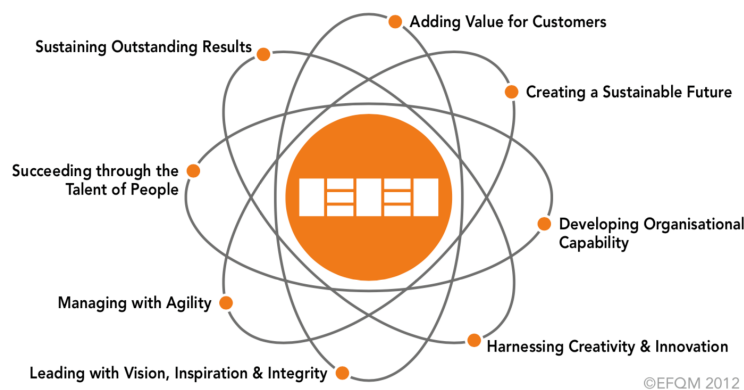 Adding Value for Customers
Sustaining Outstanding Results
Creating a Sustainable Future
Succeeding through the
Talent of People
Developing Organisational
Capability
Managing with Agility
Harnessing Creativity & Innovation
Leading with Vision, Inspiration & Integrity
©EFQM 2012